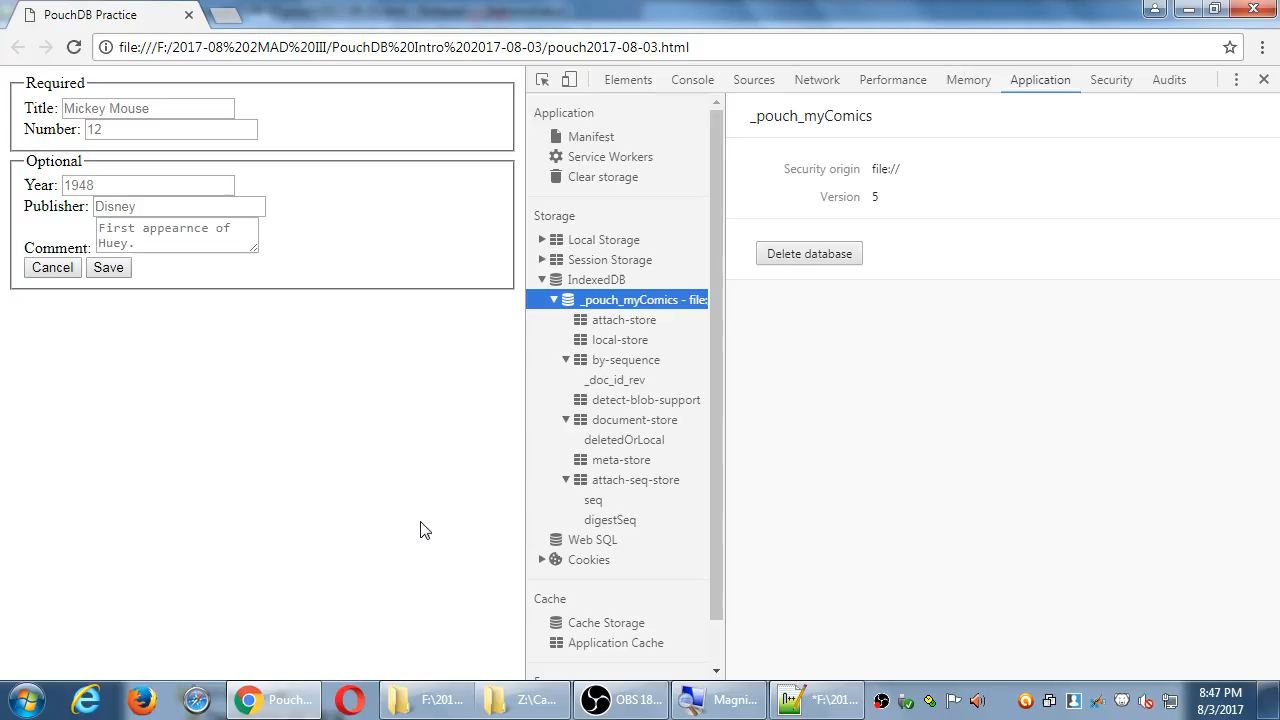 PouchDB Practice
file:///F:/2017-08%202MAD%20III/PouchDB%20Intro%202017-08-03/pouch2017-08-03.html
Elements Console Sources Network Performance Memory Application Security Audits
Required
Title: Mickey Mouse
Number: 12
Optional
Year: 1948
Publisher: Disney
Comment: First appearnce of
Huey.
Cancel Save
Application
Manifest
Service Workers
Clear storage
Storage
Local Storage
Session Storage
IndexedDB
_pouch_myComics - file:
attach-store
local-store
by-sequence
_doc_id_rev
detect-blob-support
document-store
deletedOrLocal
meta-store
attach-seq-store
seq
digestSeq
Web SQL
Cookies
Cache
Cache Storage
Application Cache
_pouch_myComics
Security origin file://
Version 5
Delete database
Pouch... F:\201... Z:\Ca... OBS 18... Magni... *F:\201...
8:47 PM
8/3/2017